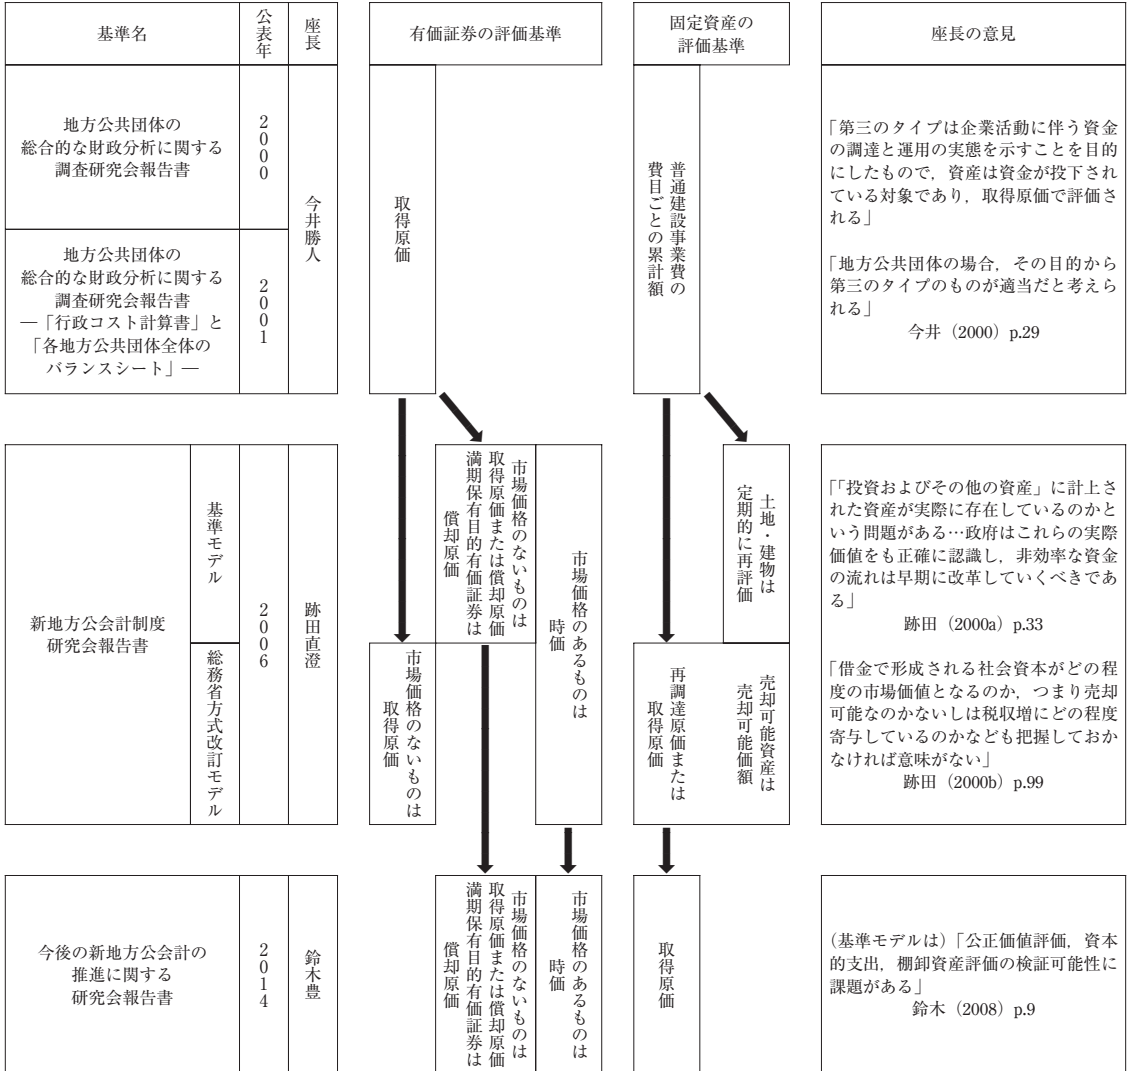 基準名
公表年
座長
有価証券の評価基準
固定資産の
評価基準
座長の意見
地方公共団体の
総合的な財政分析に関する
調査研究会報告書
2000
今井勝人
取得原価
普通建設事業費の
費目ごとの累計額
「第三のタイプは企業活動に伴う資金
の調達と運用の実態を示すことを目的
にしたもので，資産は資金が投下され
ている対象であり，取得原価で評価さ
れる」
「地方公共団体の場合，その目的から
第三のタイプのものが適当だと考えら
れる」
今井（2000）p.29
地方公共団体の
総合的な財政分析に関する
調査研究会報告書
―「行政コスト計算書」と
「各地方公共団体全体の
バランスシート」―
2001
新地方公会計制度
研究会報告書
基準モデル
総務省方式改訂モデル
2006
跡田直澄
市場価格のないものは
取得原価または償却原価
満期保有目的有価証券は
償却原価
市場価格のあるものは
時価
市場価格のないものは
取得原価
土地・建物は
定期的に再評価
再調達原価または
取得原価
売却可能資産は
売却可能価額
「「投資およびその他の資産」に計上さ
れた資産が実際に存在しているのかと
いう問題がある…政府はこれらの実際
価値をも正確に認識し，非効率な資金
の流れは早期に改革していくべきであ
る」
跡田（2000a）p.33
「借金で形成される社会資本がどの程
度の市場価値となるのか，つまり売却
可能なのかないしは税収増にどの程度
寄与しているのかなども把握しておか
なければ意味がない」
跡田（2000b）p.99
今後の新地方公会計の
推進に関する
研究会報告書
2014
鈴木豊
市場価格のないものは
取得原価または償却原価
満期保有目的有価証券は
償却原価
市場価格のあるものは
時価
取得原価
（基準モデルは）「公正価値評価，資本
的支出，棚卸資産評価の検証可能性に
課題がある」
鈴木（2008）p.9